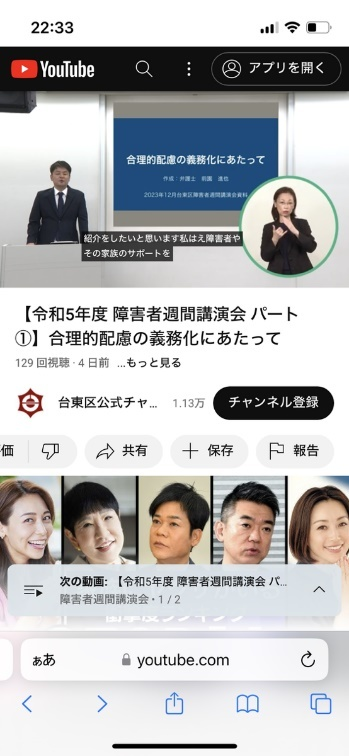 22:33
YouTube
アプリを開く
合理的配慮の義務化にあたって
2023年12月台東区障害者週間講演会資料
紹介をしたいと思います私はえ障害者や
その家族のサポートを
【令和5年度 障害者週間講演会 パート
①】合理的配慮の義務化にあたって
129 回視聴・4 日前 ...もっと見る
台東区公式チャ... 1.13万 チャンネル登録
価 共有 保存 報告
次の動画: 【令和5年度 障害者週間講演会 パ...
障害者週間講演会・1 / 2
ぁあ youtube.com